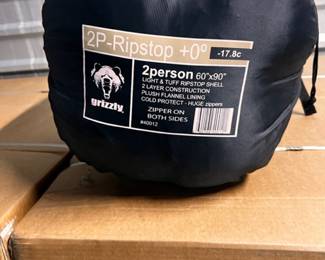 2P-Ripstop +0º
-17.8c
2person 60"x90"
LIGHT & TUFF RIPSTOP SHELL
2 LAYER CONSTRUCTION
PLUSH FLANNEL LINING
COLD PROTECT - HUGE zippers
grizzly
ZIPPER ON
BOTH SIDES
#40012